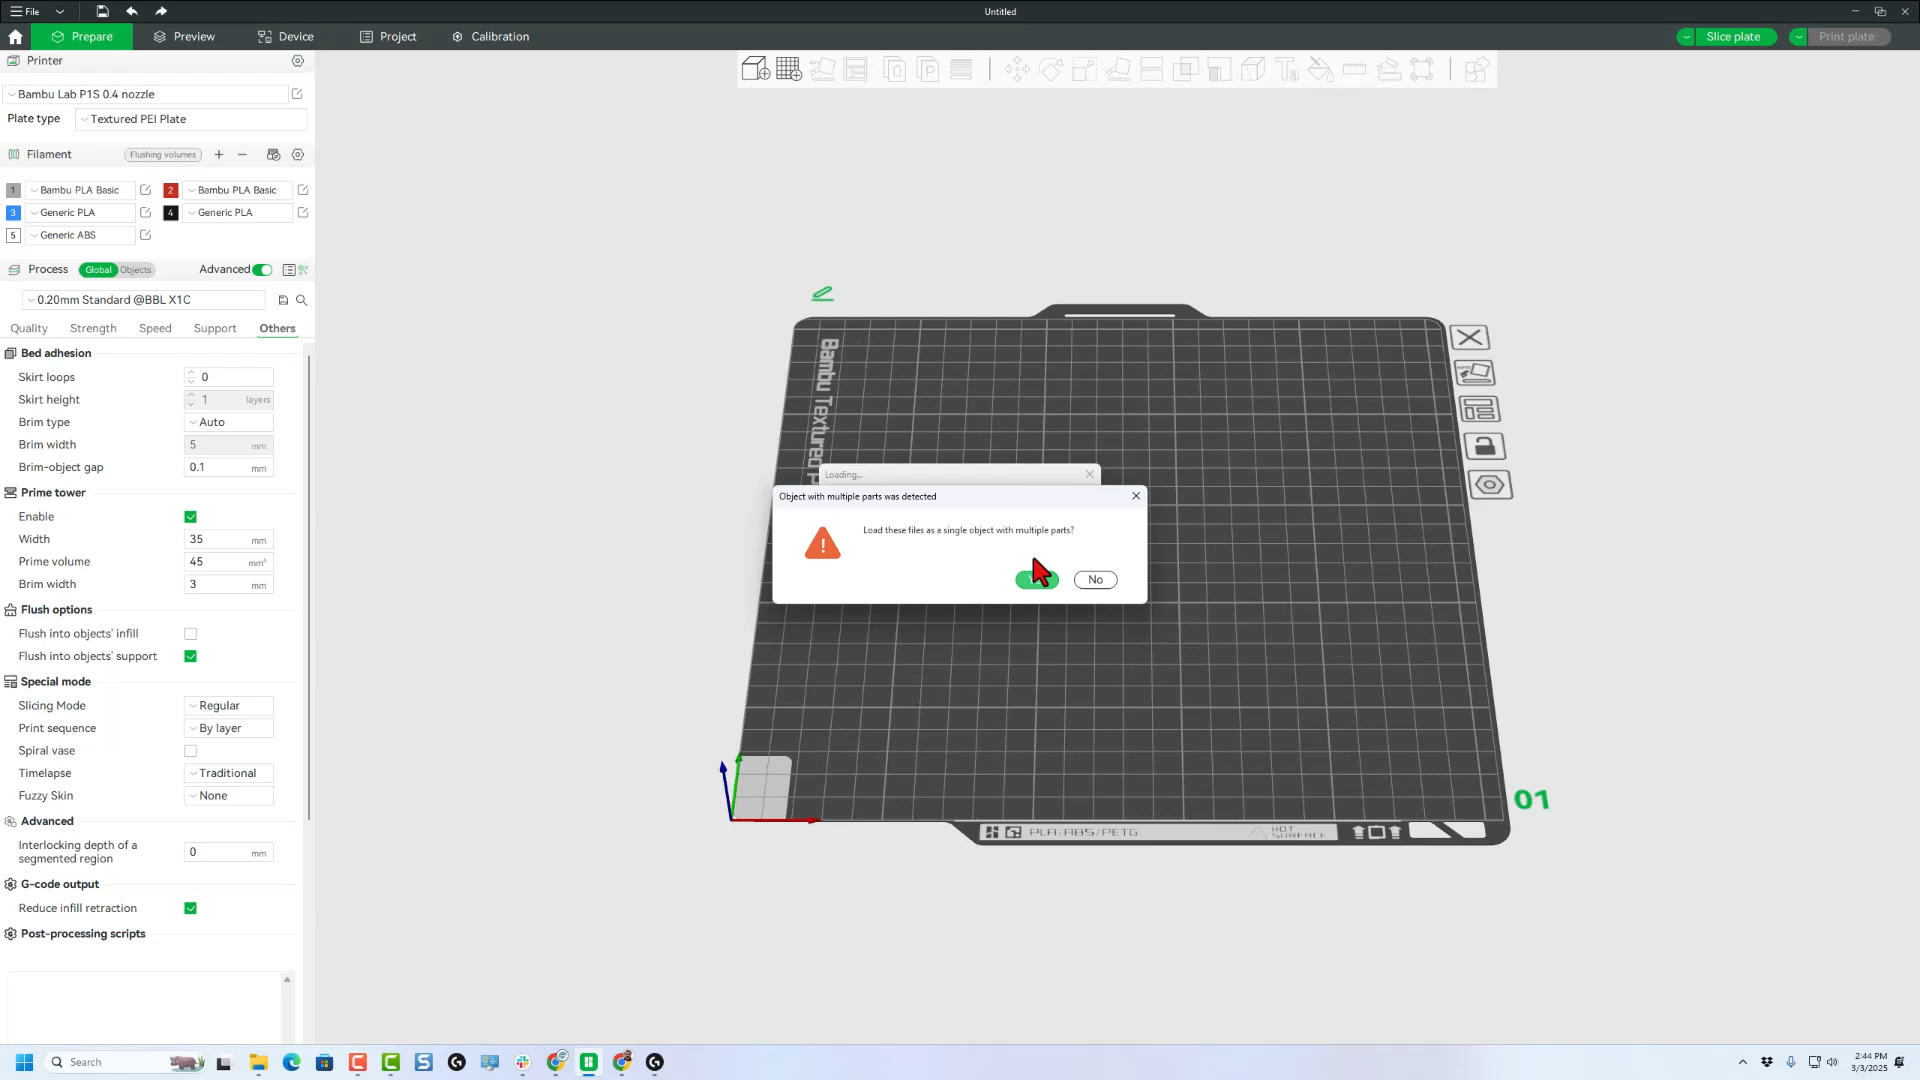 File
Untitled
Prepare
Preview
Device
Project
Calibration
Slice plate
Print plate
Printer
Bambu Lab P1S 0.4 nozzle
Plate type
Textured PEI Plate
Filament
Flushing volumes
1 Bambu PLA Basic
2 Bambu PLA Basic
3 Generic PLA
4 Generic PLA
5 Generic ABS
Process
Global
Objects
Advanced
0.20mm Standard @BBL X1C
Quality
Strength
Speed
Support
Others
Bed adhesion
Skirt loops 0
Skirt height 1 layers
Brim type Auto
Brim width 5 mm
Brim-object gap 0.1 mm
Prime tower
Enable
Width 35 mm
Prime volume 45 mm³
Brim width 3 mm
Flush options
Flush into objects' infill
Flush into objects' support
Special mode
Slicing Mode Regular
Print sequence By layer
Spiral vase
Timelapse Traditional
Fuzzy Skin None
Advanced
Interlocking depth of a
segmented region 0 mm
G-code output
Reduce infill retraction
Post-processing scripts
Bambu Textured
Loading...
Object with multiple parts was detected
Load these files as a single object with multiple parts?
No
PLA/ABS/PETG
HOT
SURFACE
01
Search
2:44 PM
3/3/2025